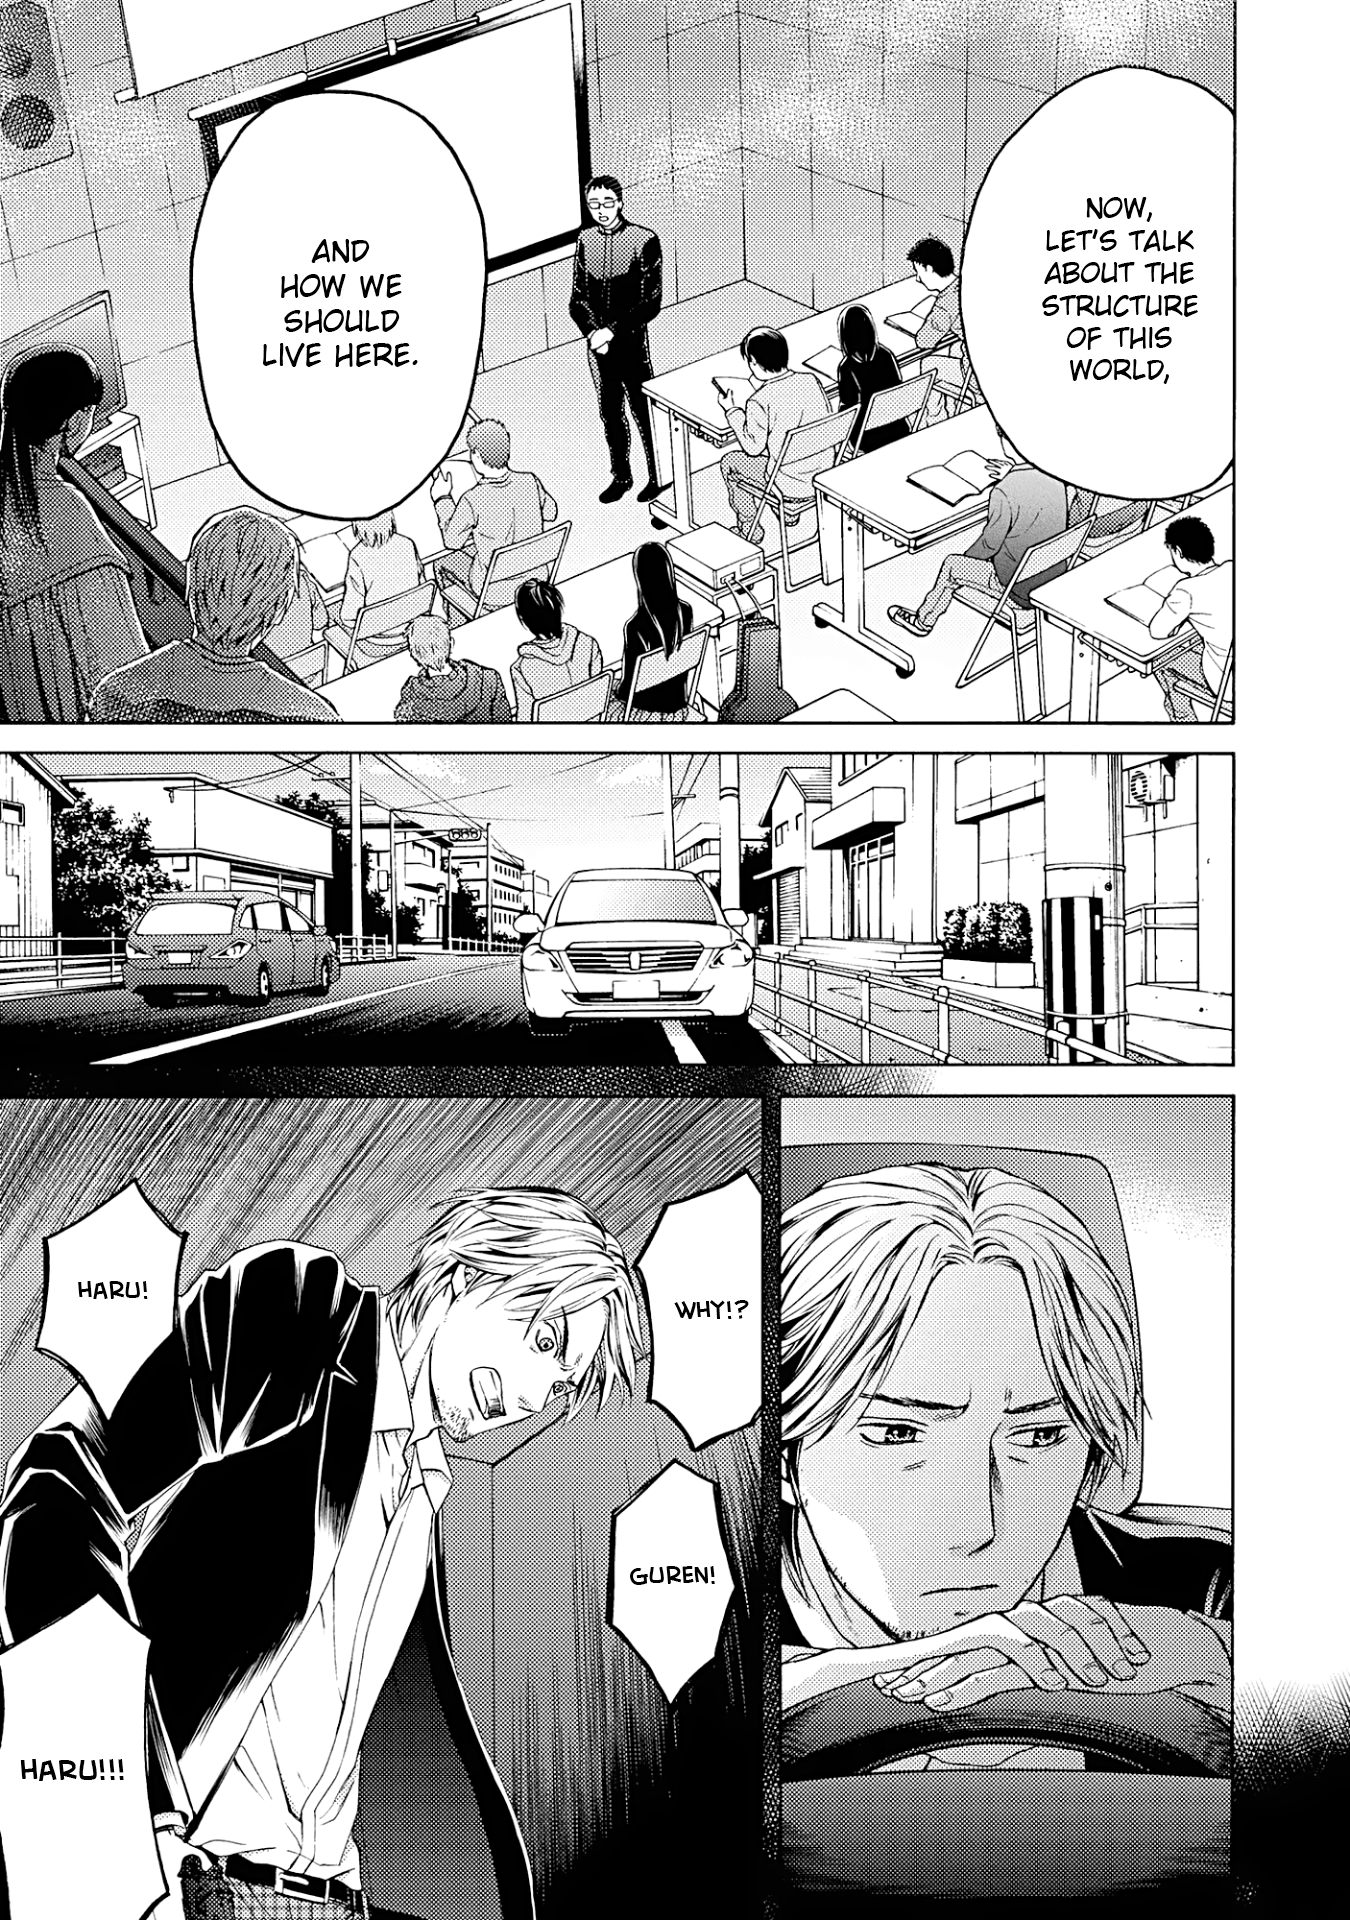 NOW,
LET'S TALK
ABOUT THE
STRUCTURE
OF THIS
WORLD,
AND
HOW WE
SHOULD
LIVE HERE.
WHY!?
GUREN!
HARU!
HARU!!!